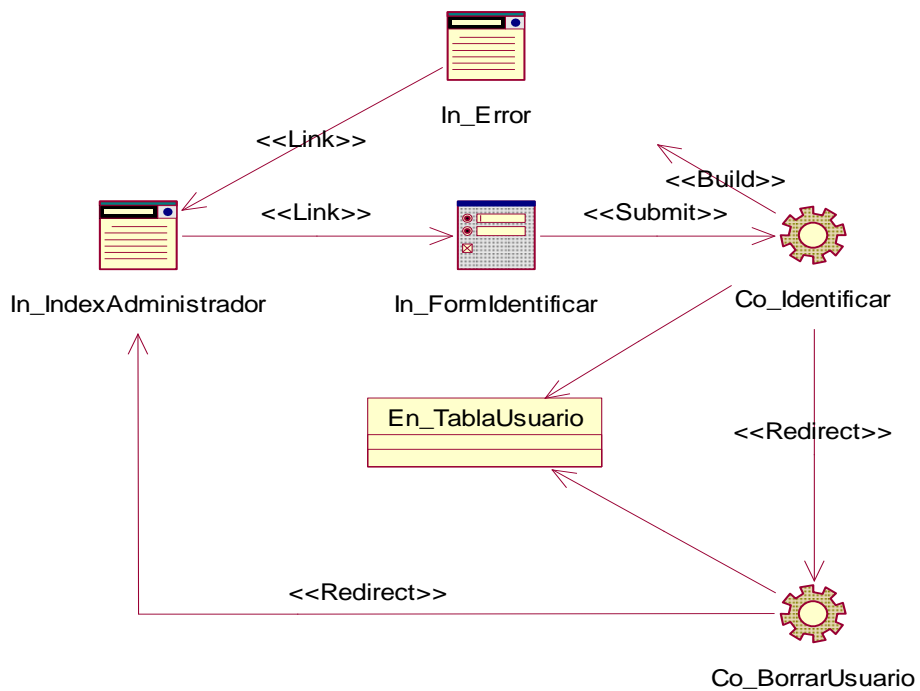 In_Error
<<Link>>
<<Build>>
<<Link>>
<<Submit>>
In_IndexAdministrador
In_FormIdentificar
Co_Identificar
En_TablaUsuario
<<Redirect>>
<<Redirect>>
Co_BorrarUsuario